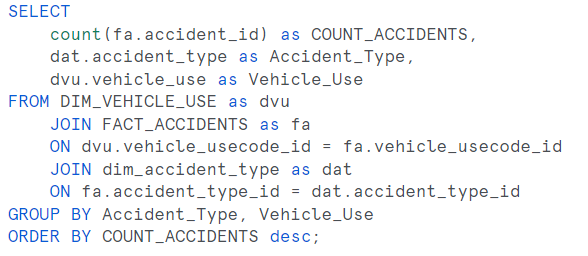 SELECT
count(fa.accident_id) as COUNT_ACCIDENTS,
dat.accident_type as Accident_Type,
dvu.vehicle_use as Vehicle_Use
FROM DIM_VEHICLE_USE as dvu
JOIN FACT_ACCIDENTS as fa
ON dvu.vehicle_usecode_id = fa.vehicle_usecode_id
JOIN dim_accident_type as dat
ON fa.accident_type_id = dat.accident_type_id
GROUP BY Accident_Type, Vehicle_Use
ORDER BY COUNT_ACCIDENTS desc;